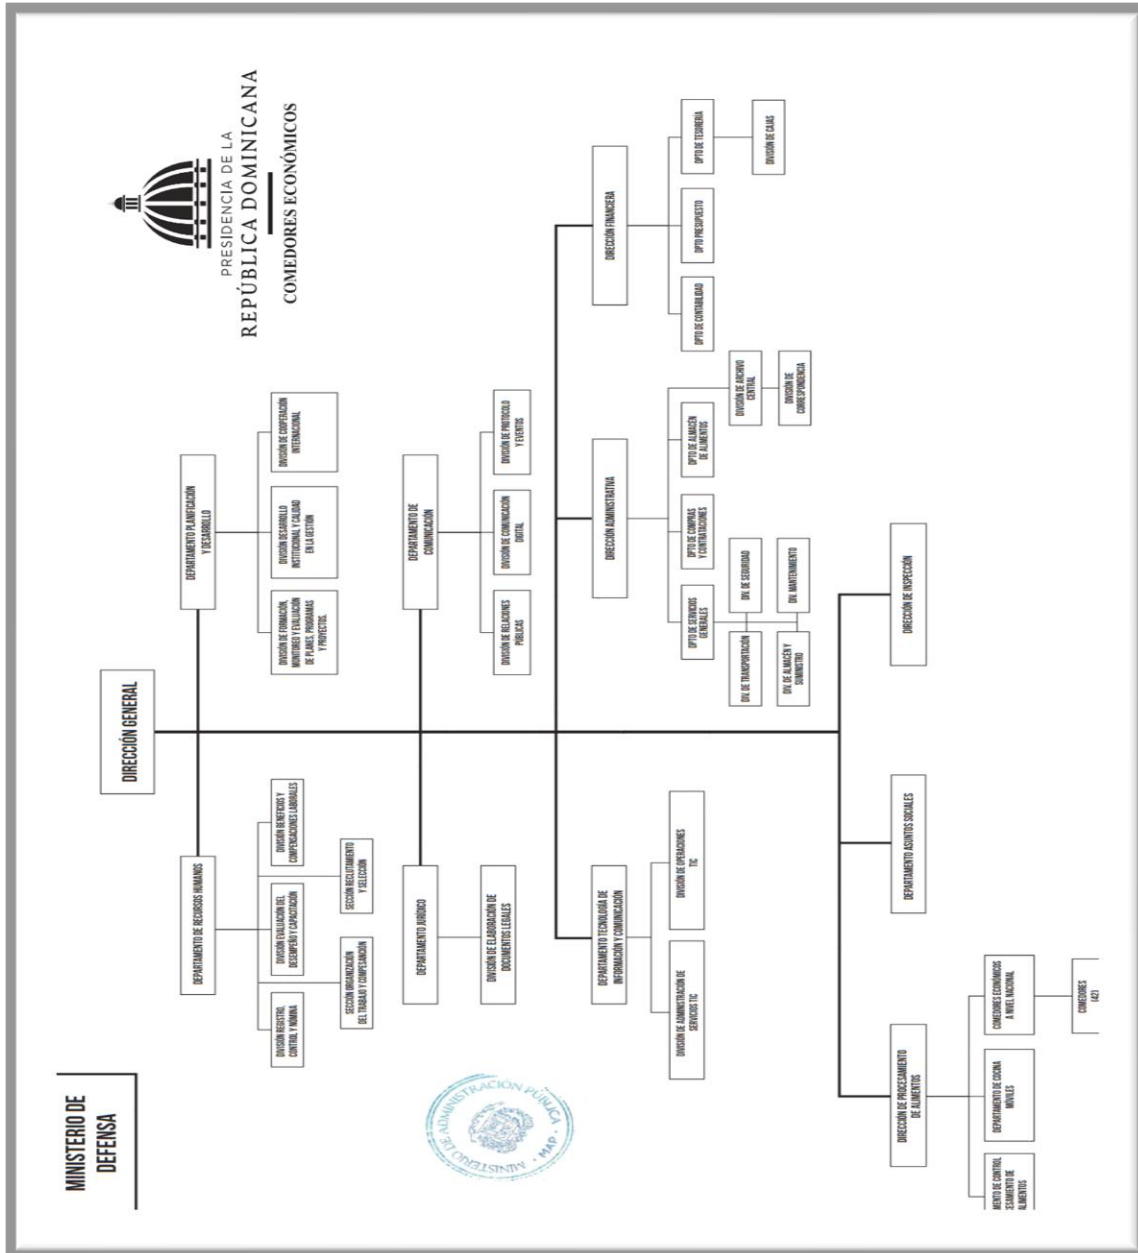 MINISTERIO DE
DEFENSA
PRESIDENCIA DE LA
REPÚBLICA DOMINICANA
COMEDORES ECONÓMICOS
DIRECCIÓN GENERAL
DEPARTAMENTO DE RECURSOS HUMANOS
DIVISIÓN REGISTRO,
CONTROL Y NÓMINA
DIVISIÓN EVALUACIÓN DEL
DESEMPEÑO Y CAPACITACIÓN
DIVISIÓN BENEFICIOS Y
COMPENSACIONES LABORALES
SECCIÓN ORGANIZACIÓN
DEL TRABAJO Y COMPESANCIÓN
SECCIÓN RECLUTAMIENTO
Y SELECCIÓN
DEPARTAMENTO PLANIFICACIÓN
Y DESARROLLO
DIVISIÓN DE FORMACIÓN,
MONITOREO Y EVALUACIÓN
DE PLANES, PROGRAMAS
Y PROYECTOS.
DIVISIÓN DESARROLLO
INSTITUCIONAL Y CALIDAD
EN LA GESTIÓN
DIVISIÓN DE COOPERACIÓN
INTERNACIONAL
DEPARTAMENTO JURÍDICO
DIVISIÓN DE ELABORACIÓN DE
DOCUMENTOS LEGALES
DEPARTAMENTO DE
COMUNICACIÓN
DIVISIÓN DE RELACIONES
PÚBLICAS
DIVISIÓN DE COMUNICACIÓN
DIGITAL
DIVISIÓN DE PROTOCOLO
Y EVENTOS
MINISTERIO DE ADMINISTRACIÓN PÚBLICA
· MAP ·
DEPARTAMENTO TECNOLOGÍA DE
INFORMACIÓN Y COMUNICACIÓN
DIVISIÓN DE ADMINISTRACIÓN DE
SERVICIOS TIC
DIVISIÓN DE OPERACIONES
TIC
DIRECCIÓN ADMINISTRATIVA
DPTO DE SERVICIOS
GENERALES
DPTO DE COMPRAS
Y CONTRATACIONES
DPTO DE ALMACÉN
DE ALIMENTOS
DIV. DE TRANSPORTACIÓN
DIV. DE SEGURIDAD
DIV. DE ALMACÉN Y
SUMINISTRO
DIV. MANTENIMIENTO
DIVISIÓN DE ARCHIVO
CENTRAL
DIVISIÓN DE
CORRESPONDENCIA
DIRECCIÓN FINANCIERA
DPTO DE CONTABILIDAD
DPTO PRESUPUESTO
DPTO DE TESORERÍA
DIVISIÓN DE CAJAS
DIRECCIÓN DE PROCESAMIENTO
DE ALIMENTOS
MENTO DE CONTROL
ESAMIENTO DE
ALIMENTOS
DEPARTAMENTO DE COCINA
MÓVILES
COMEDORES ECONÓMICOS
A NIVEL NACIONAL
COMEDORES
(42)
DEPARTAMENTO ASUNTOS SOCIALES
DIRECCIÓN DE INSPECCIÓN